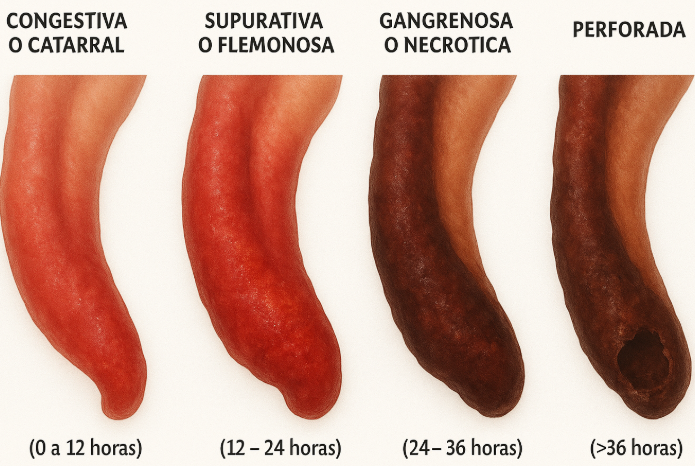 CONGESTIVA
O CATARRAL
SUPURATIVA
O FLEMONOSA
GANGRENOSA
O NECROTICA
PERFORADA
(0 a 12 horas)
(12 – 24 horas)
(24– 36 horas)
(>36 horas)